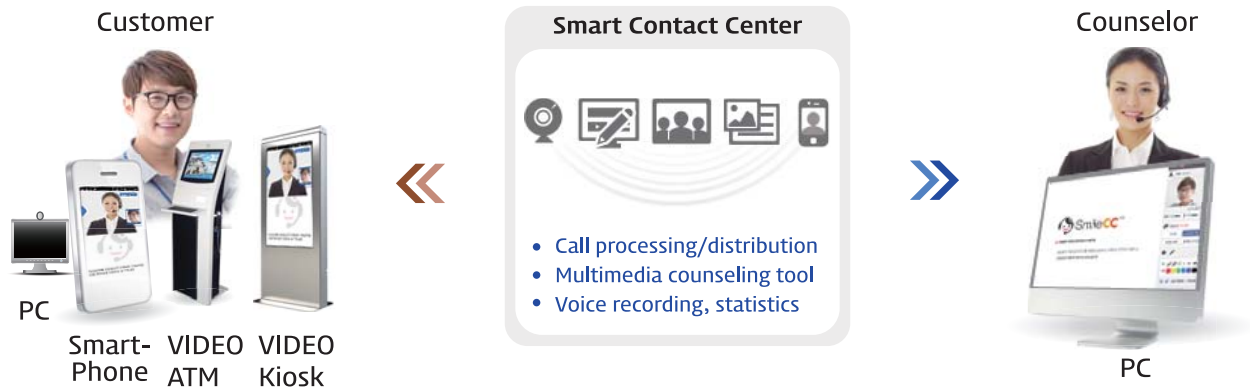 Customer
Smart Contact Center
Counselor
Call processing/distribution
Multimedia counseling tool
Voice recording, statistics
SmileCC
PC
Smart-
Phone
VIDEO
ATM
VIDEO
Kiosk
PC